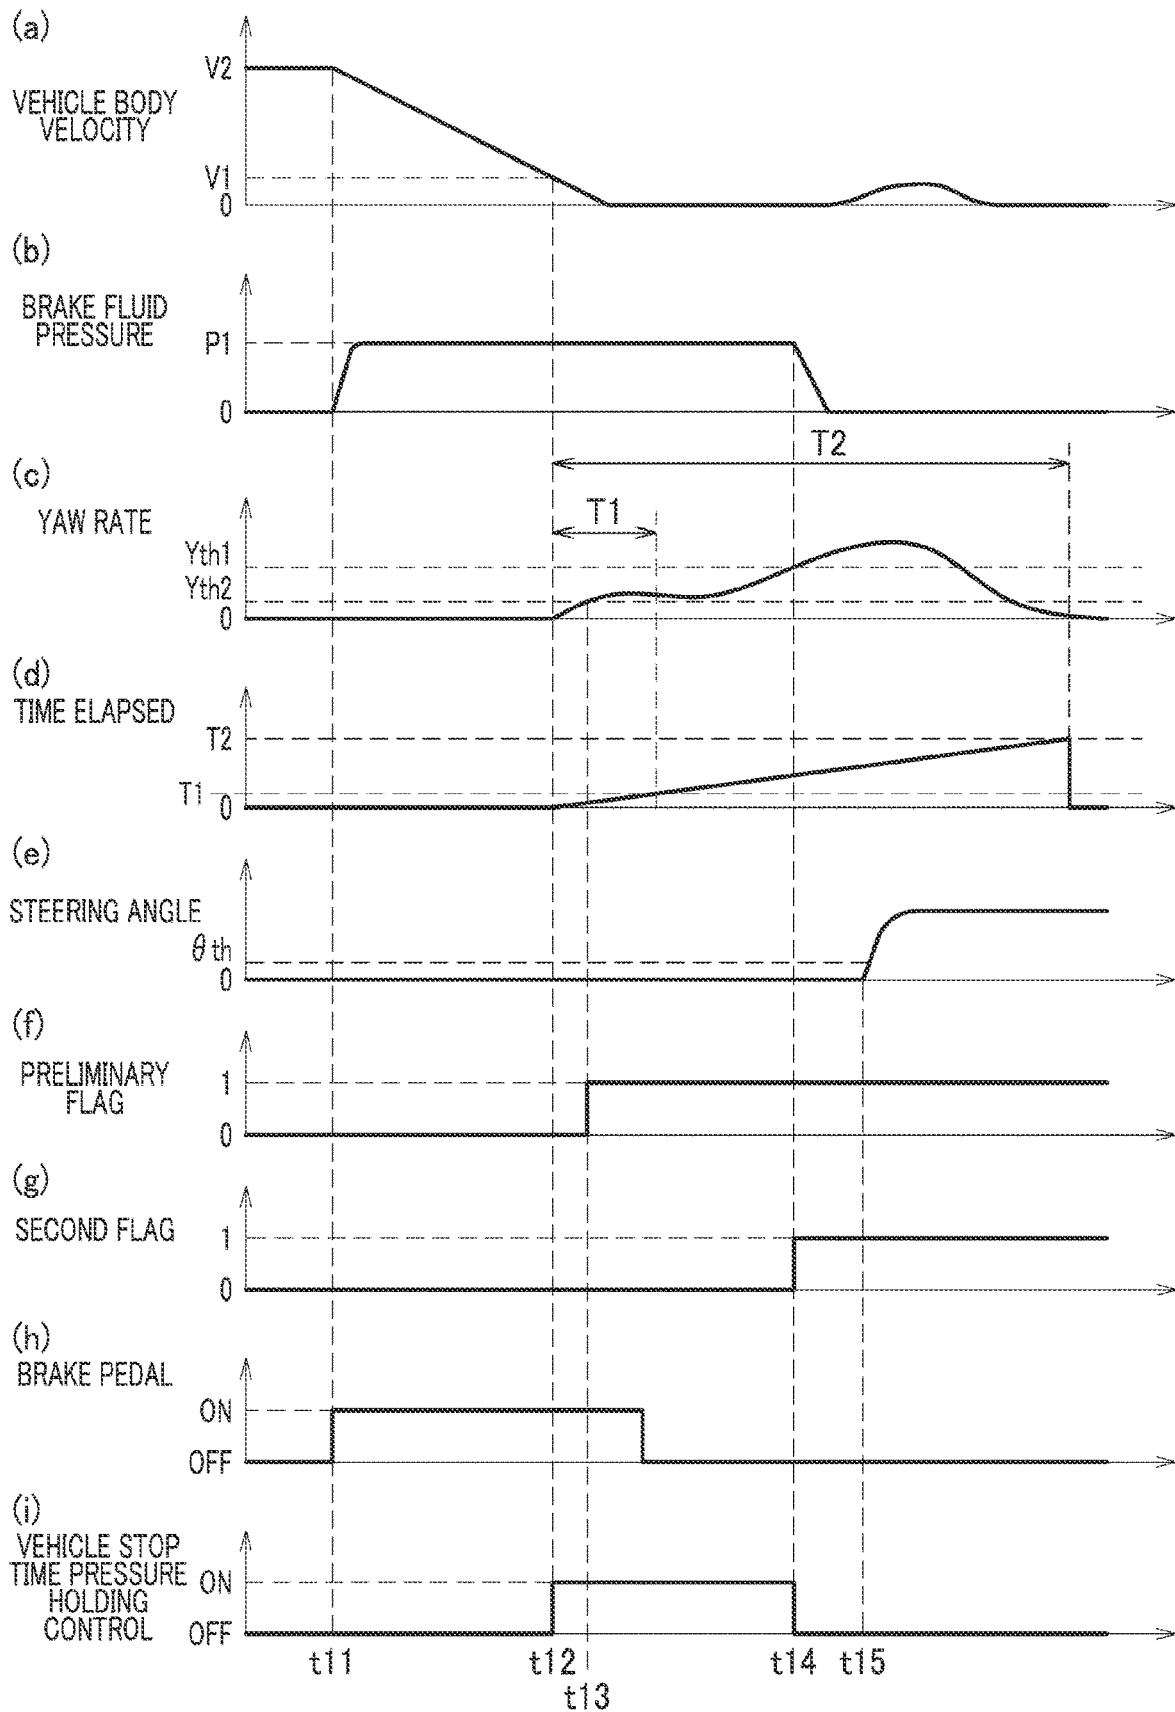 (a)
VEHICLE BODY
VELOCITY
V2
V1
0
(b)
BRAKE FLUID
PRESSURE
P1
0
T2
(c)
YAW RATE
T1
Yth1
Yth2
0
(d)
TIME ELAPSED
T2
T1
0
(e)
STEERING ANGLE
θth
0
(f)
PRELIMINARY
FLAG
1
0
(g)
SECOND FLAG
1
0
(h)
BRAKE PEDAL
ON
OFF
(i)
VEHICLE STOP
TIME PRESSURE
HOLDING
CONTROL
ON
OFF
t11 t12 t14 t15
t13